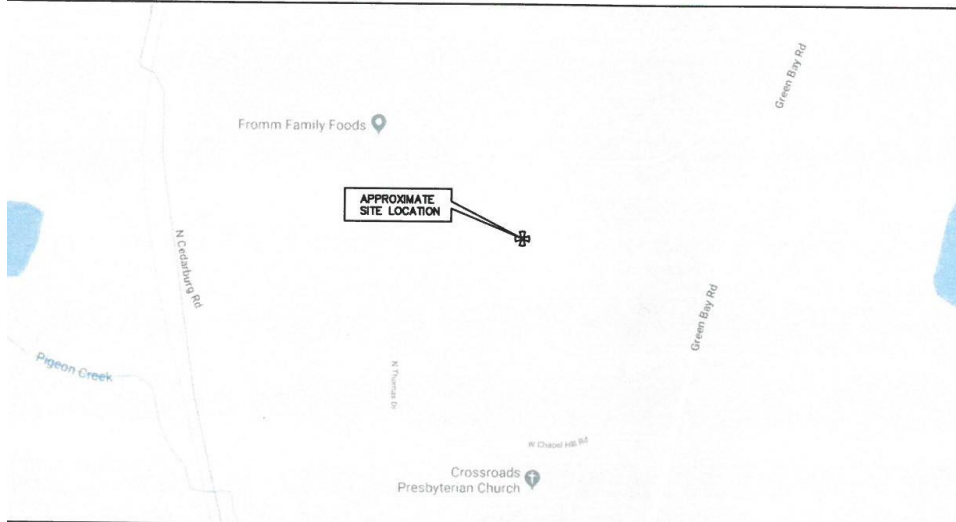 Green Bay Rd
Fromm Family Foods
APPROXIMATE
SITE LOCATION
N Cedarburg Rd
Green Bay Rd
Pigeon Creek
N Thomas Dr
W Chapel Hill Rd
Crossroads
Presbyterian Church